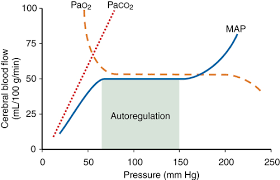 PaO₂ PaCO₂
MAP
Autoregulation
Cerebral blood flow
(mL/100 g/min)
100
75
50
25
0
0 50 100 150 200 250
Pressure (mm Hg)